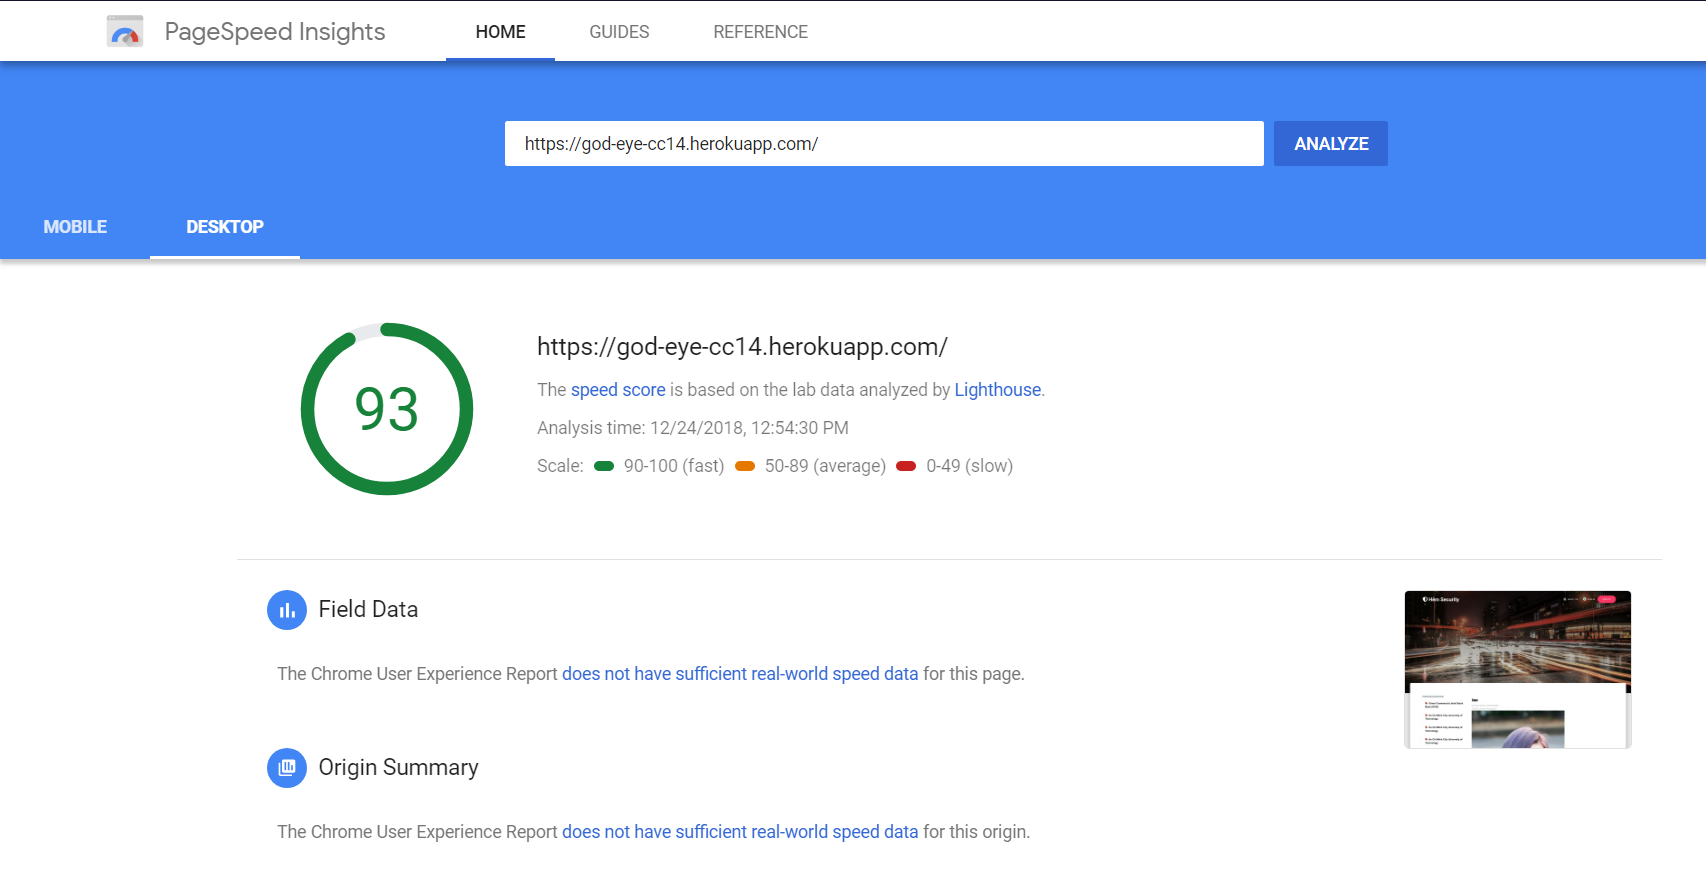 PageSpeed Insights
HOME
GUIDES
REFERENCE
https://god-eye-cc14.herokuapp.com/
ANALYZE
MOBILE
DESKTOP
93
https://god-eye-cc14.herokuapp.com/
The speed score is based on the lab data analyzed by Lighthouse.
Analysis time: 12/24/2018, 12:54:30 PM
Scale: 90-100 (fast) 50-89 (average) 0-49 (slow)
Field Data
The Chrome User Experience Report does not have sufficient real-world speed data for this page.
Hêm Security
Origin Summary
The Chrome User Experience Report does not have sufficient real-world speed data for this origin.